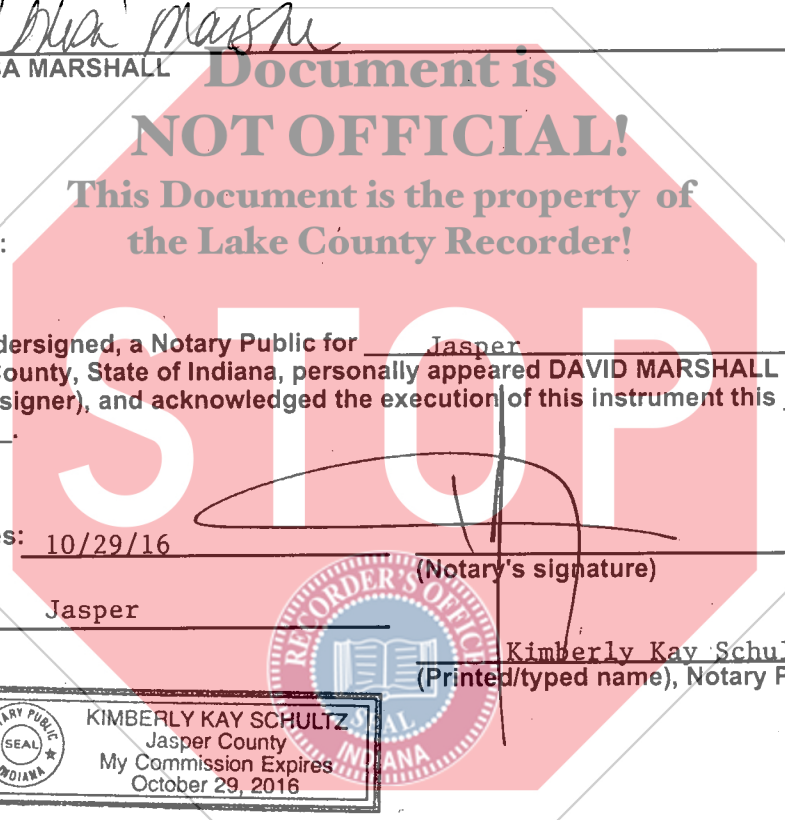 SA MARSHALL
Document is
NOT OFFICIAL!
This Document is the property of
the Lake County Recorder!
:
STOP
dersigned, a Notary Public for Jasper
ounty, State of Indiana, personally appeared DAVID MARSHALL
signer), and acknowledged the execution of this instrument this
.
s: 10/29/16
(Notary's signature)
Jasper
Kimberly Kay Schul
(Printed/typed name), Notary P
RECORDER'S OFFICE
SEAL
INDIANA
ARY PUBLIC
SEAL
INDIANA
KIMBERLY KAY SCHULTZ
Jasper County
My Commission Expires
October 29, 2016